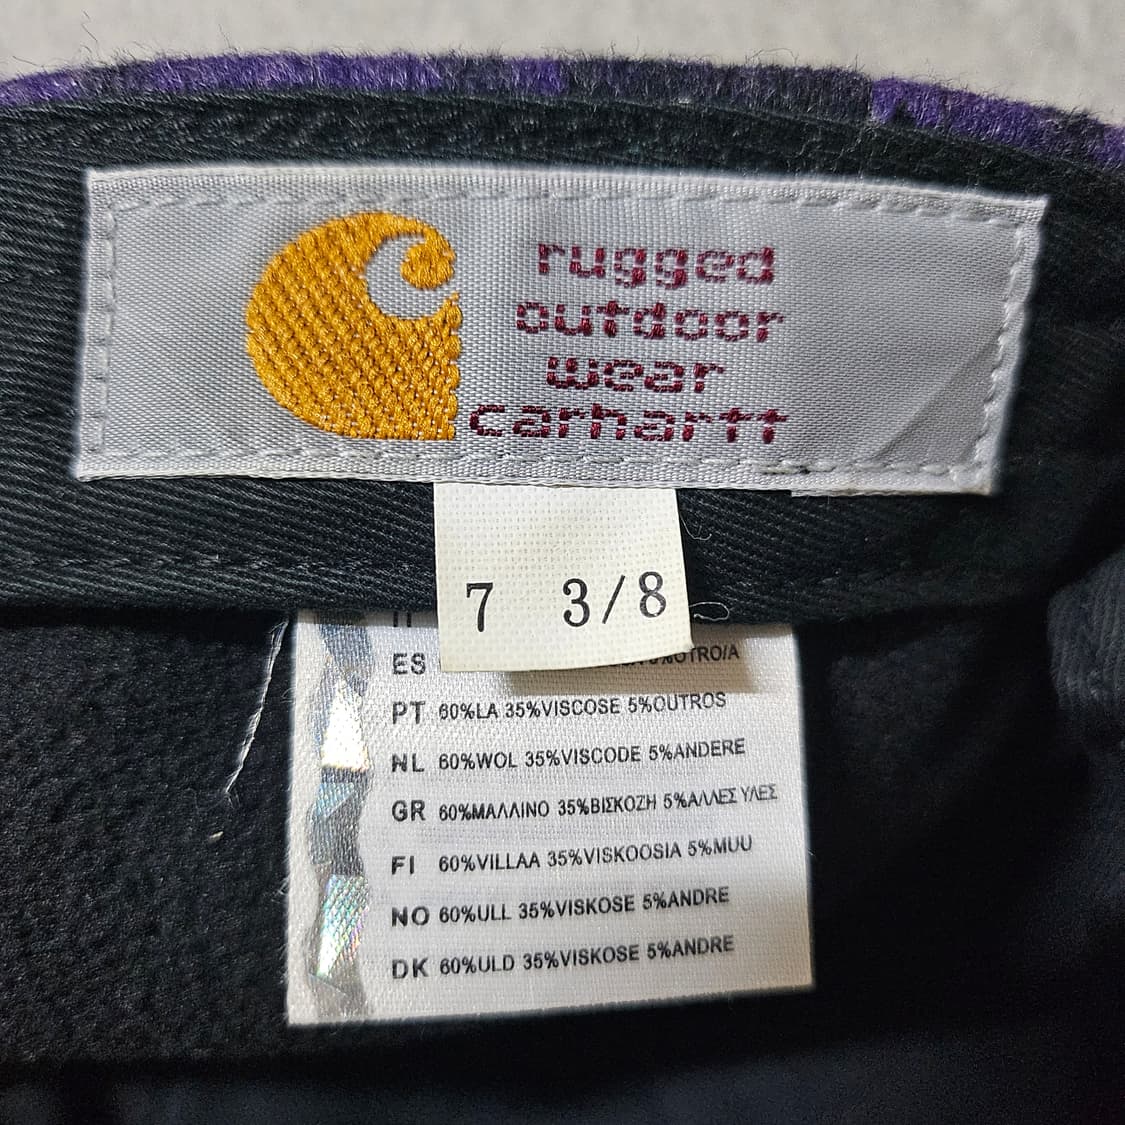 rugged
outdoor
wear
carhartt
7 3/8
ES 5%OTRO/A
PT 60%LA 35%VISCOSE 5%OUTROS
NL 60%WOL 35%VISCODE 5%ANDERE
GR 60%ΜΑΛΛΙΝΟ 35%ΒΙΣΚΟΖΗ 5%ΑΛΛΕΣ ΥΛΕΣ
FI 60%VILLAA 35%VISKOOSIA 5%MUU
NO 60%ULL 35%VISKOSE 5%ANDRE
DK 60%ULD 35%VISKOSE 5%ANDRE